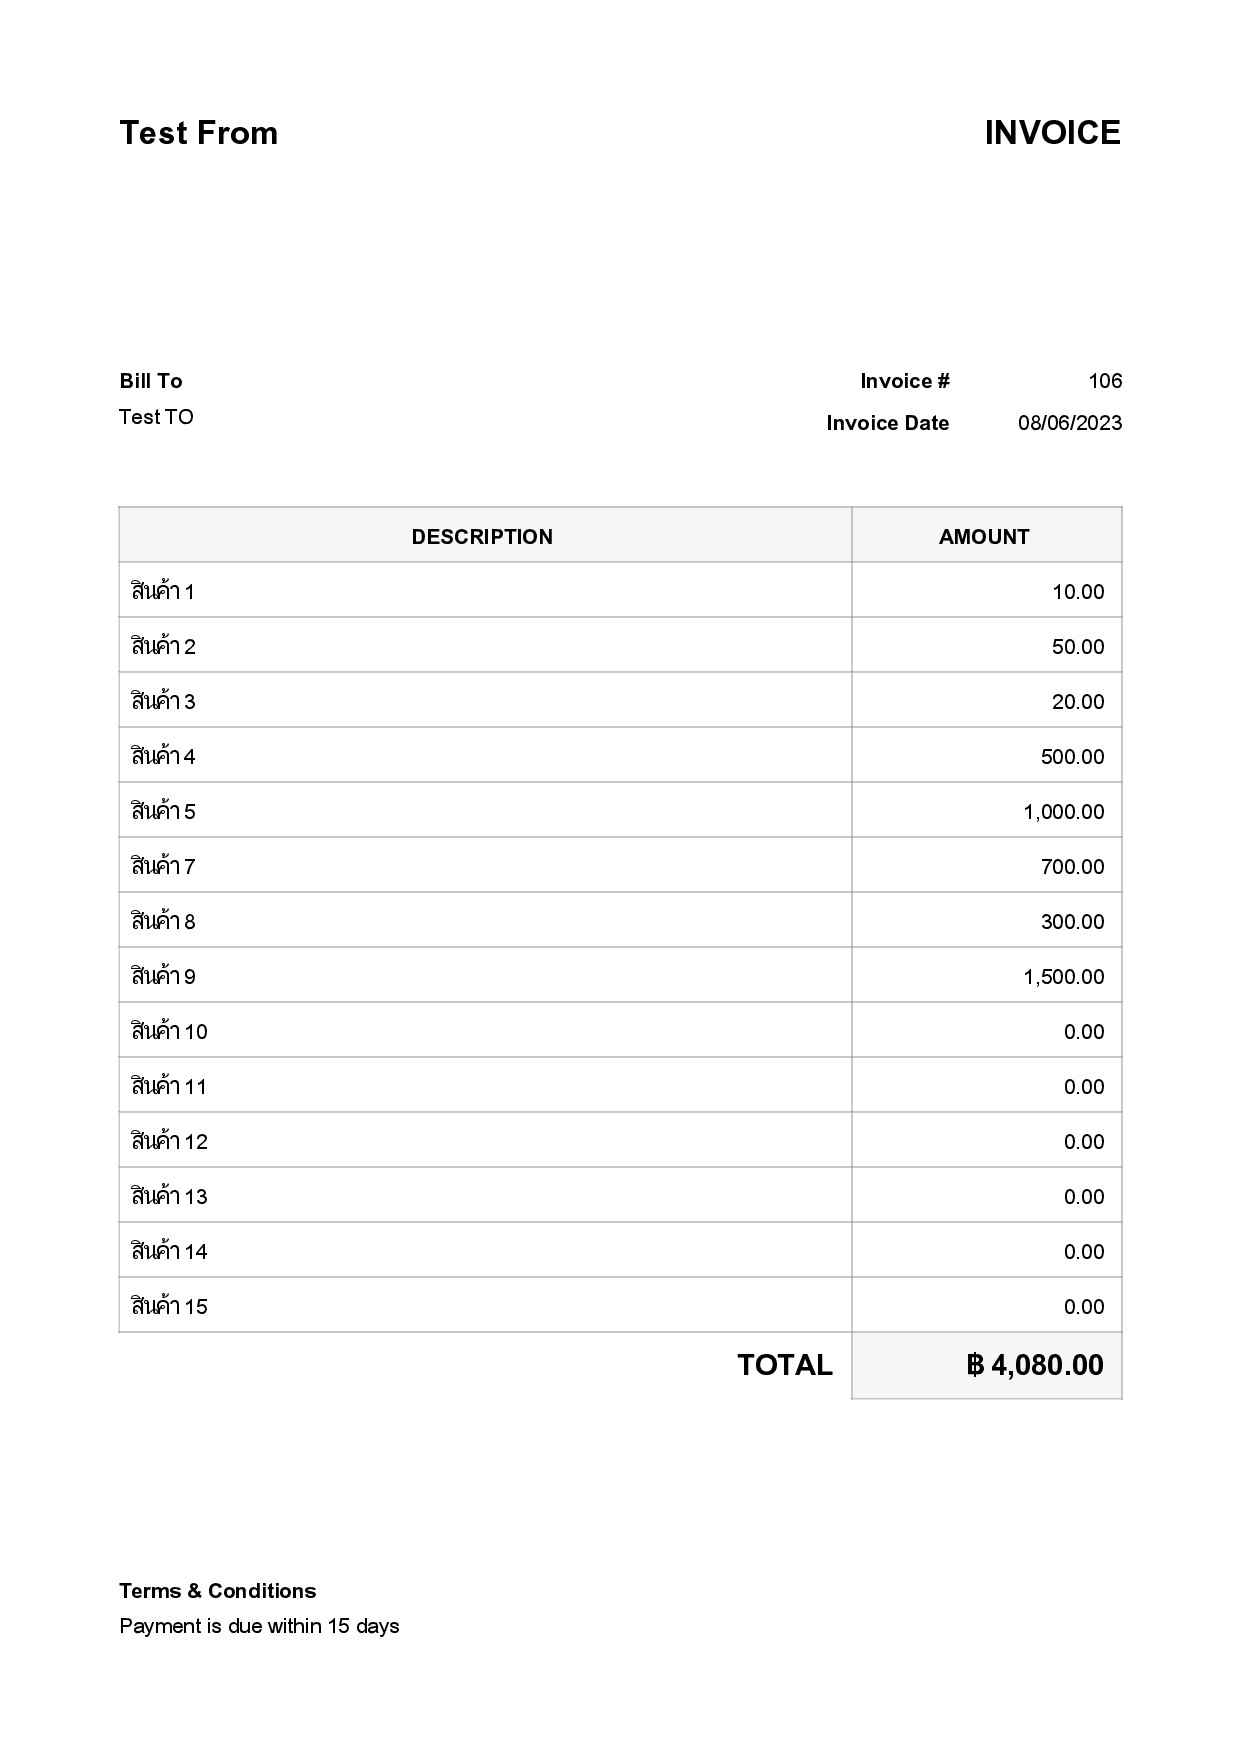 Test From INVOICE
Bill To Invoice # 106
Test TO
Invoice Date 08/06/2023
DESCRIPTION AMOUNT
สินค้า 1 10.00
สินค้า 2 50.00
สินค้า 3 20.00
สินค้า 4 500.00
สินค้า 5 1,000.00
สินค้า 7 700.00
สินค้า 8 300.00
สินค้า 9 1,500.00
สินค้า 10 0.00
สินค้า 11 0.00
สินค้า 12 0.00
สินค้า 13 0.00
สินค้า 14 0.00
สินค้า 15 0.00
TOTAL ฿ 4,080.00
Terms & Conditions
Payment is due within 15 days